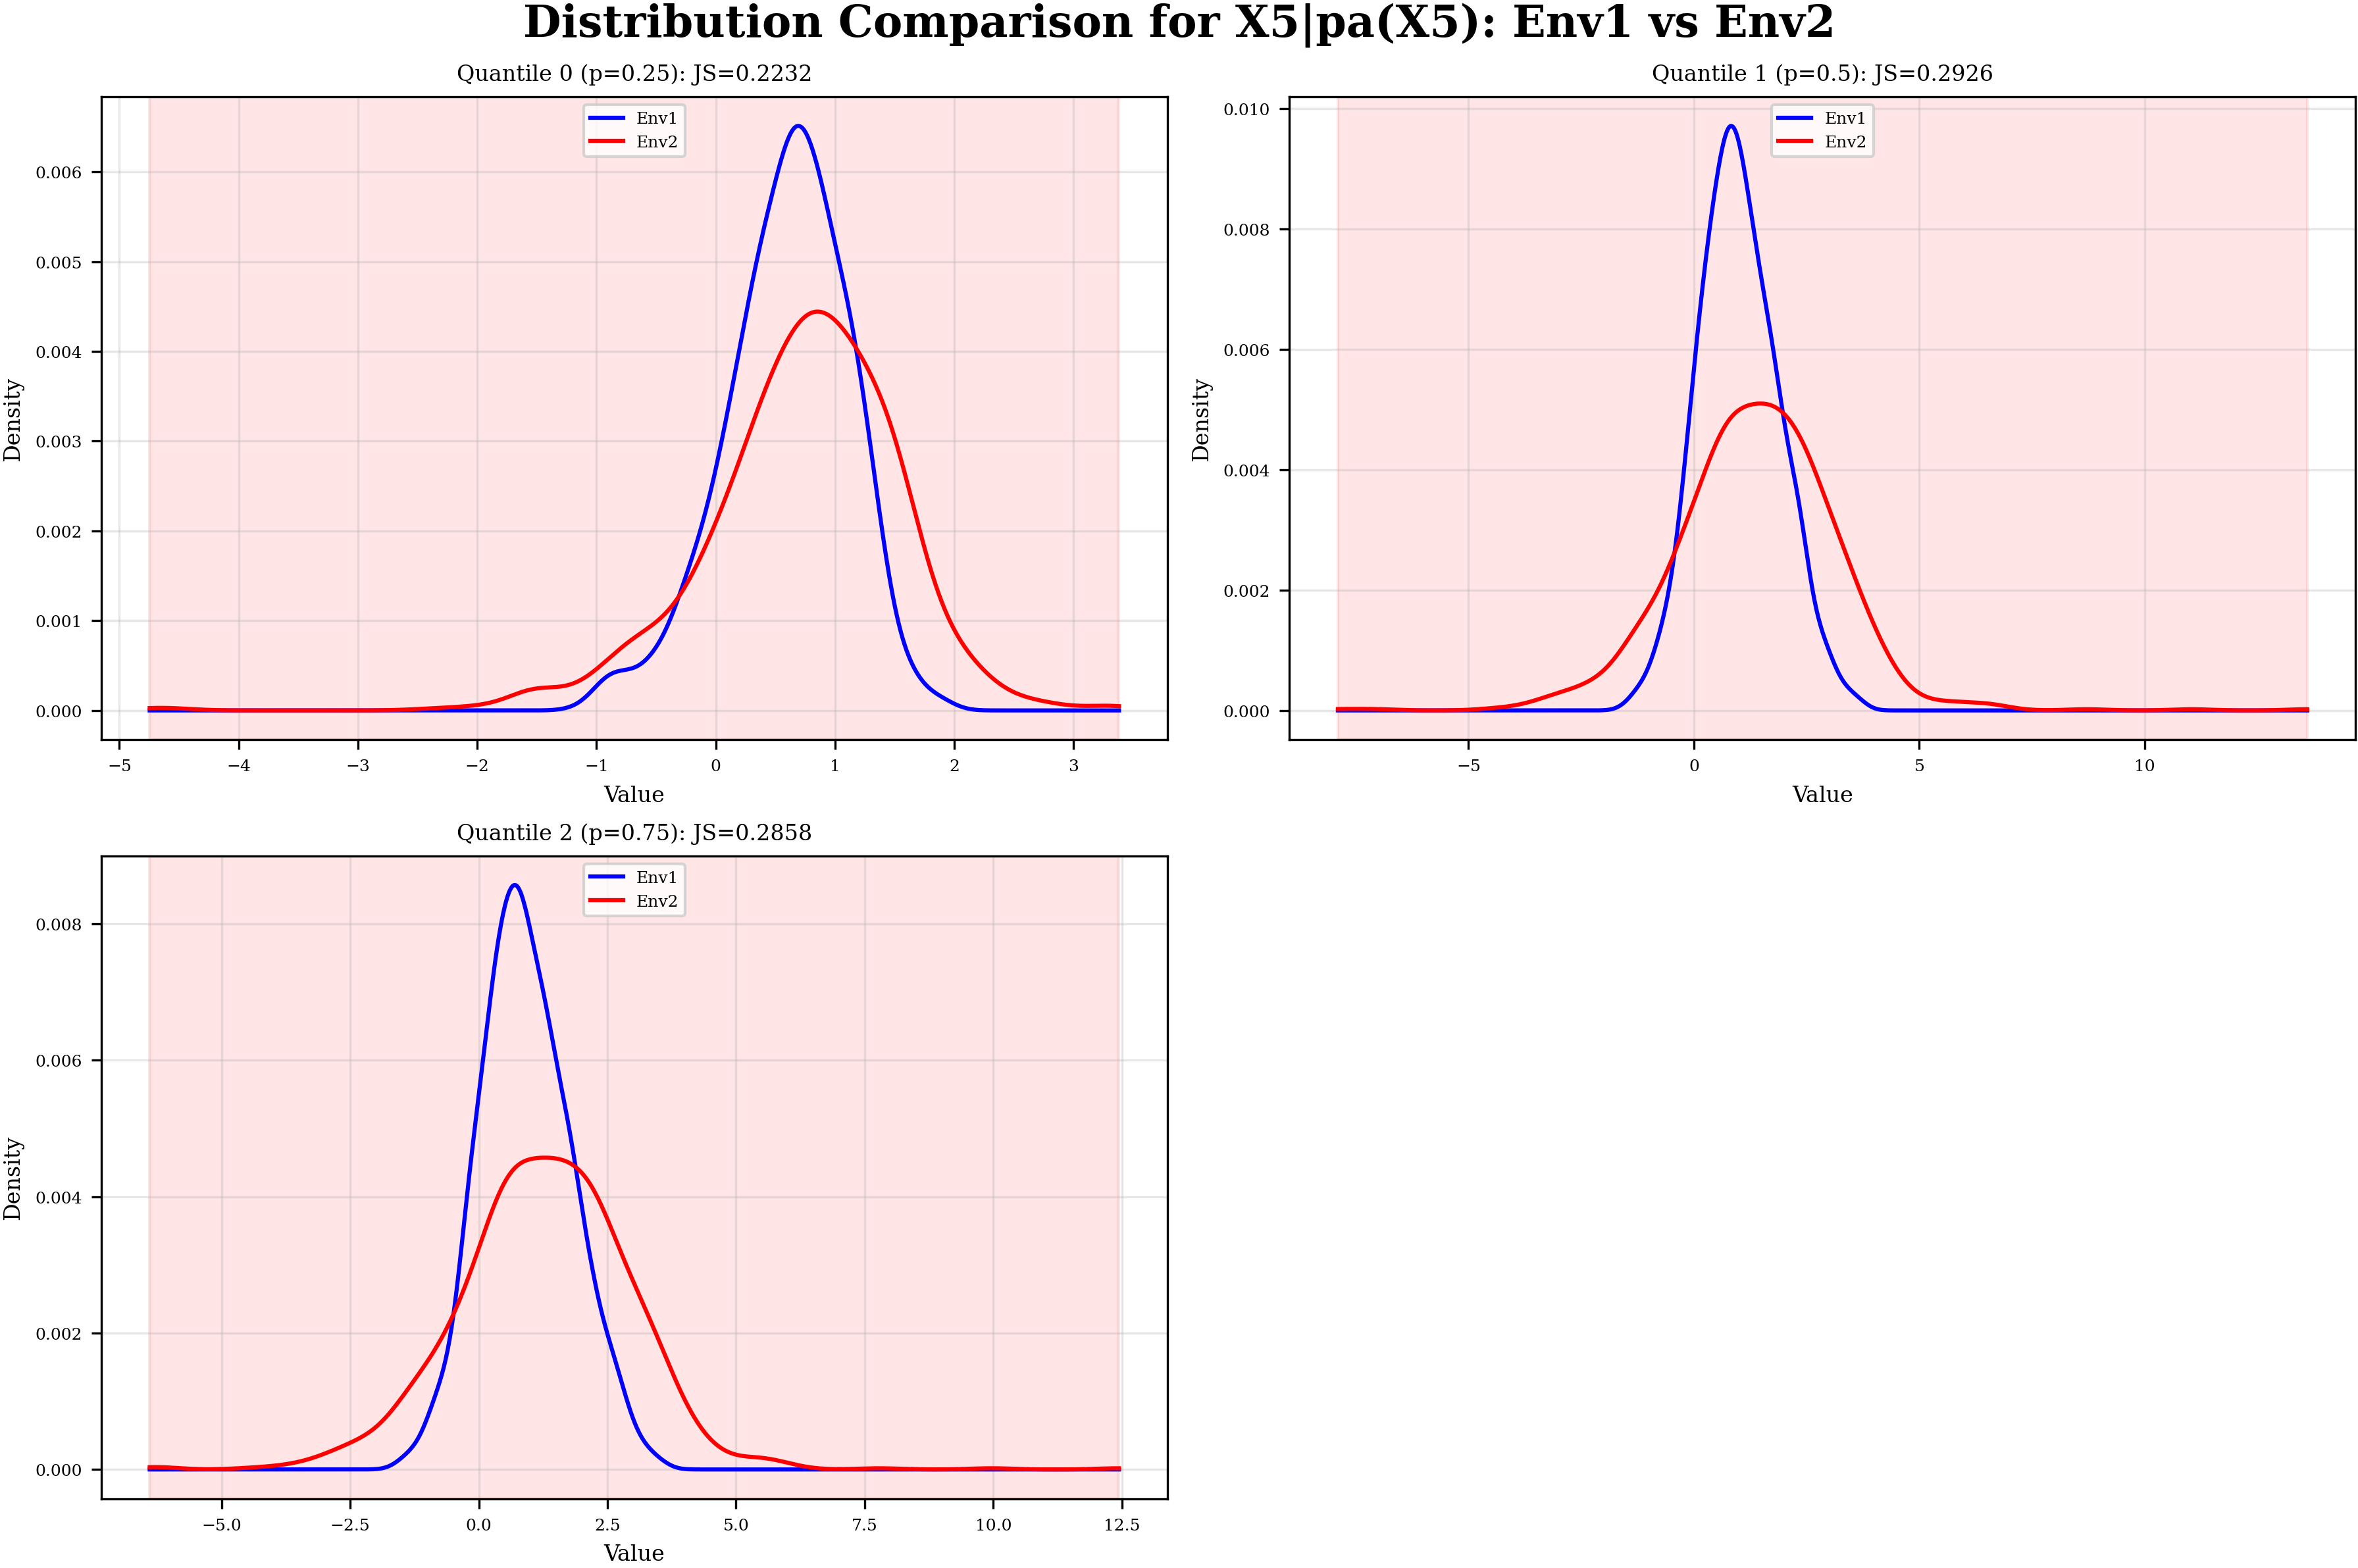 Distribution Comparison for X5|pa(X5): Env1 vs Env2
Quantile 0 (p=0.25): JS=0.2232
Env1
Env2
Density
0.006
0.005
0.004
0.003
0.002
0.001
0.000
−5
−4
−3
−2
−1
0
1
2
3
Value
Quantile 1 (p=0.5): JS=0.2926
Env1
Env2
Density
0.010
0.008
0.006
0.004
0.002
0.000
−5
0
5
10
Value
Quantile 2 (p=0.75): JS=0.2858
Env1
Env2
Density
0.008
0.006
0.004
0.002
0.000
−5.0
−2.5
0.0
2.5
5.0
7.5
10.0
12.5
Value